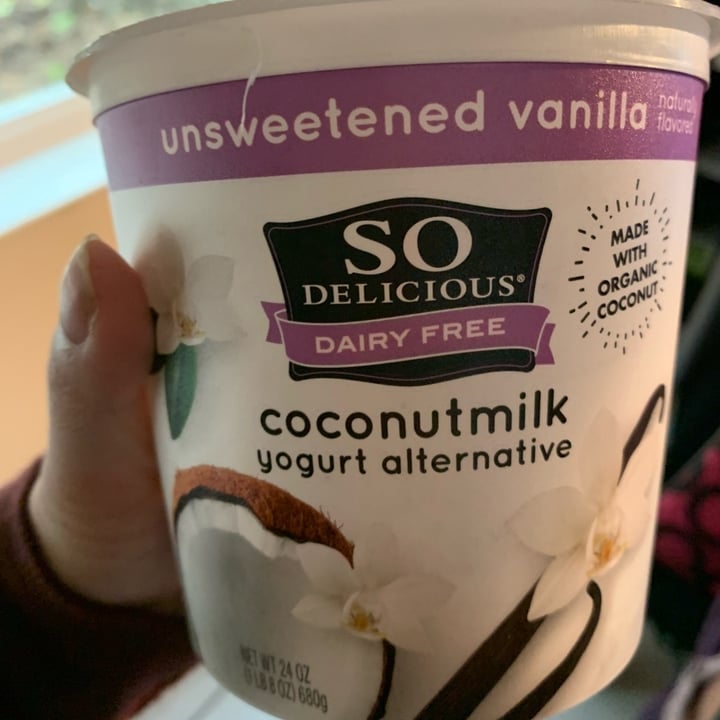 unsweetened vanilla natural
flavored
SO
DELICIOUS®
DAIRY FREE
MADE
WITH
ORGANIC
COCONUT
coconutmilk
yogurt alternative
NET WT 24 OZ
(1 LB 8 OZ) 680g